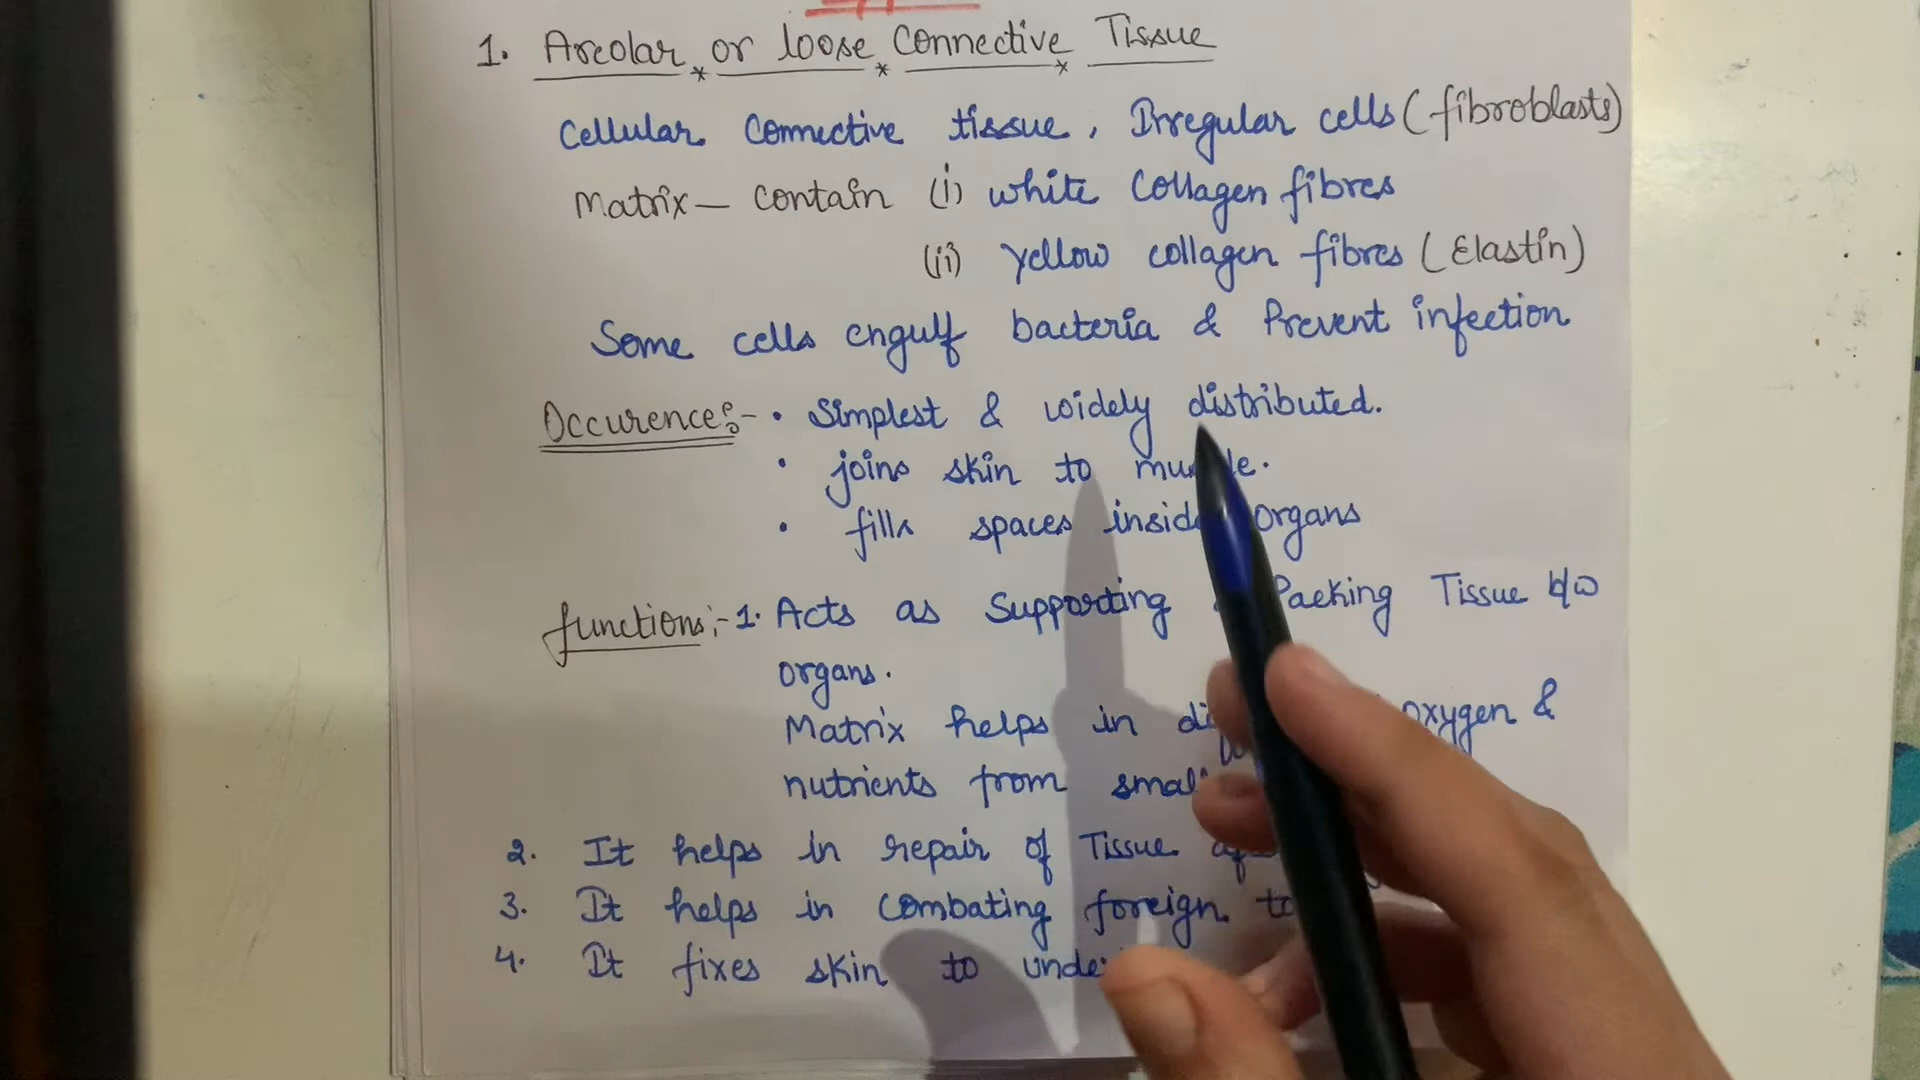 1. Areolar or loose Connective Tissue
Cellular Connective tissue, Irregular cells (fibroblasts)
Matrix — contain (i) white Collagen fibres
(ii) Yellow collagen fibres (Elastin)
Some cells engulf bacteria & Prevent infection
Occurence:- • Simplest & widely distributed.
• joins skin to muscle.
• fills spaces inside organs
functions:- 1. Acts as Supporting Packing Tissue b/w
organs.
Matrix helps in oxygen &
nutrients from small
2. It helps in repair of Tissue
3. It helps in Combating foreign
4. It fixes skin to